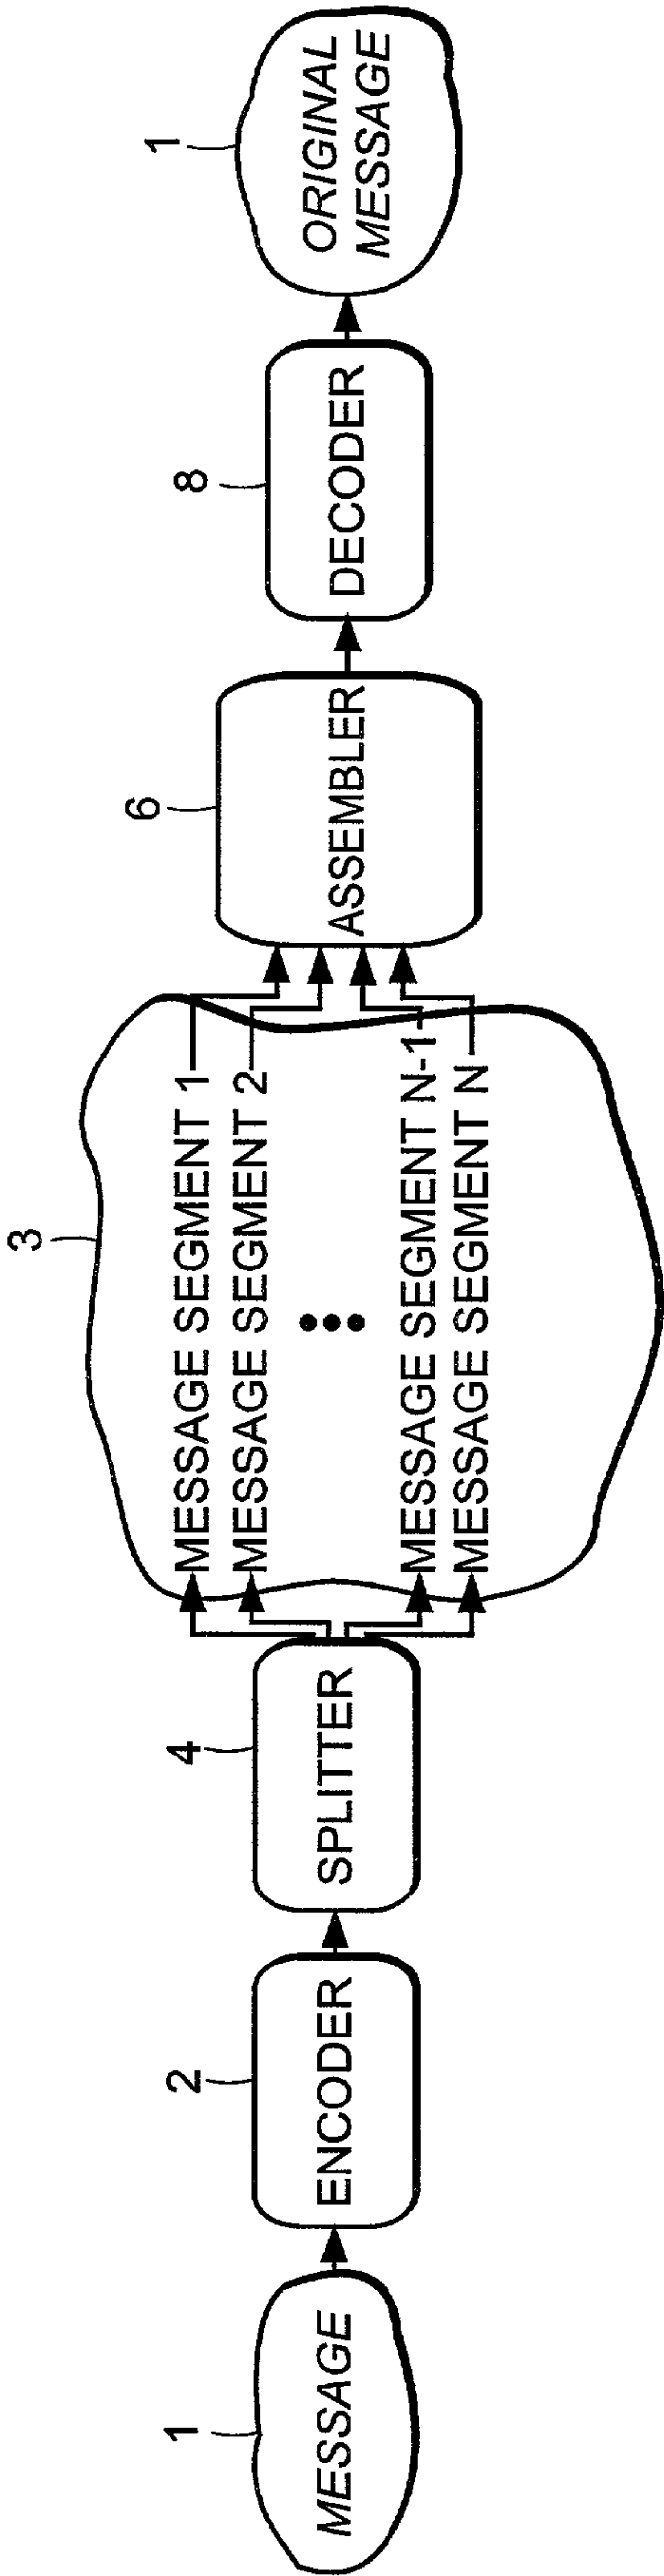 1
MESSAGE
2
ENCODER
4
SPLITTER
3
MESSAGE SEGMENT 1
MESSAGE SEGMENT 2
MESSAGE SEGMENT N-1
MESSAGE SEGMENT N
6
ASSEMBLER
8
DECODER
1
ORIGINAL
MESSAGE